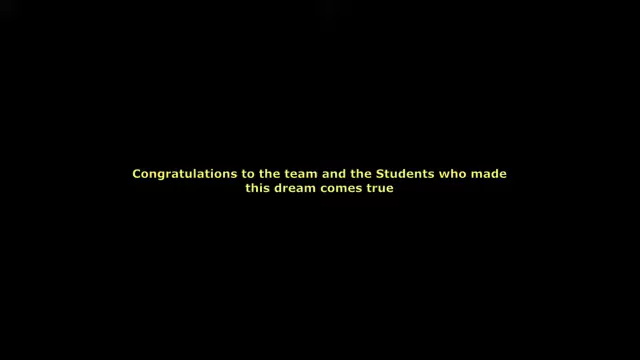 Congratulations to the team and the Students who made
this dream comes true